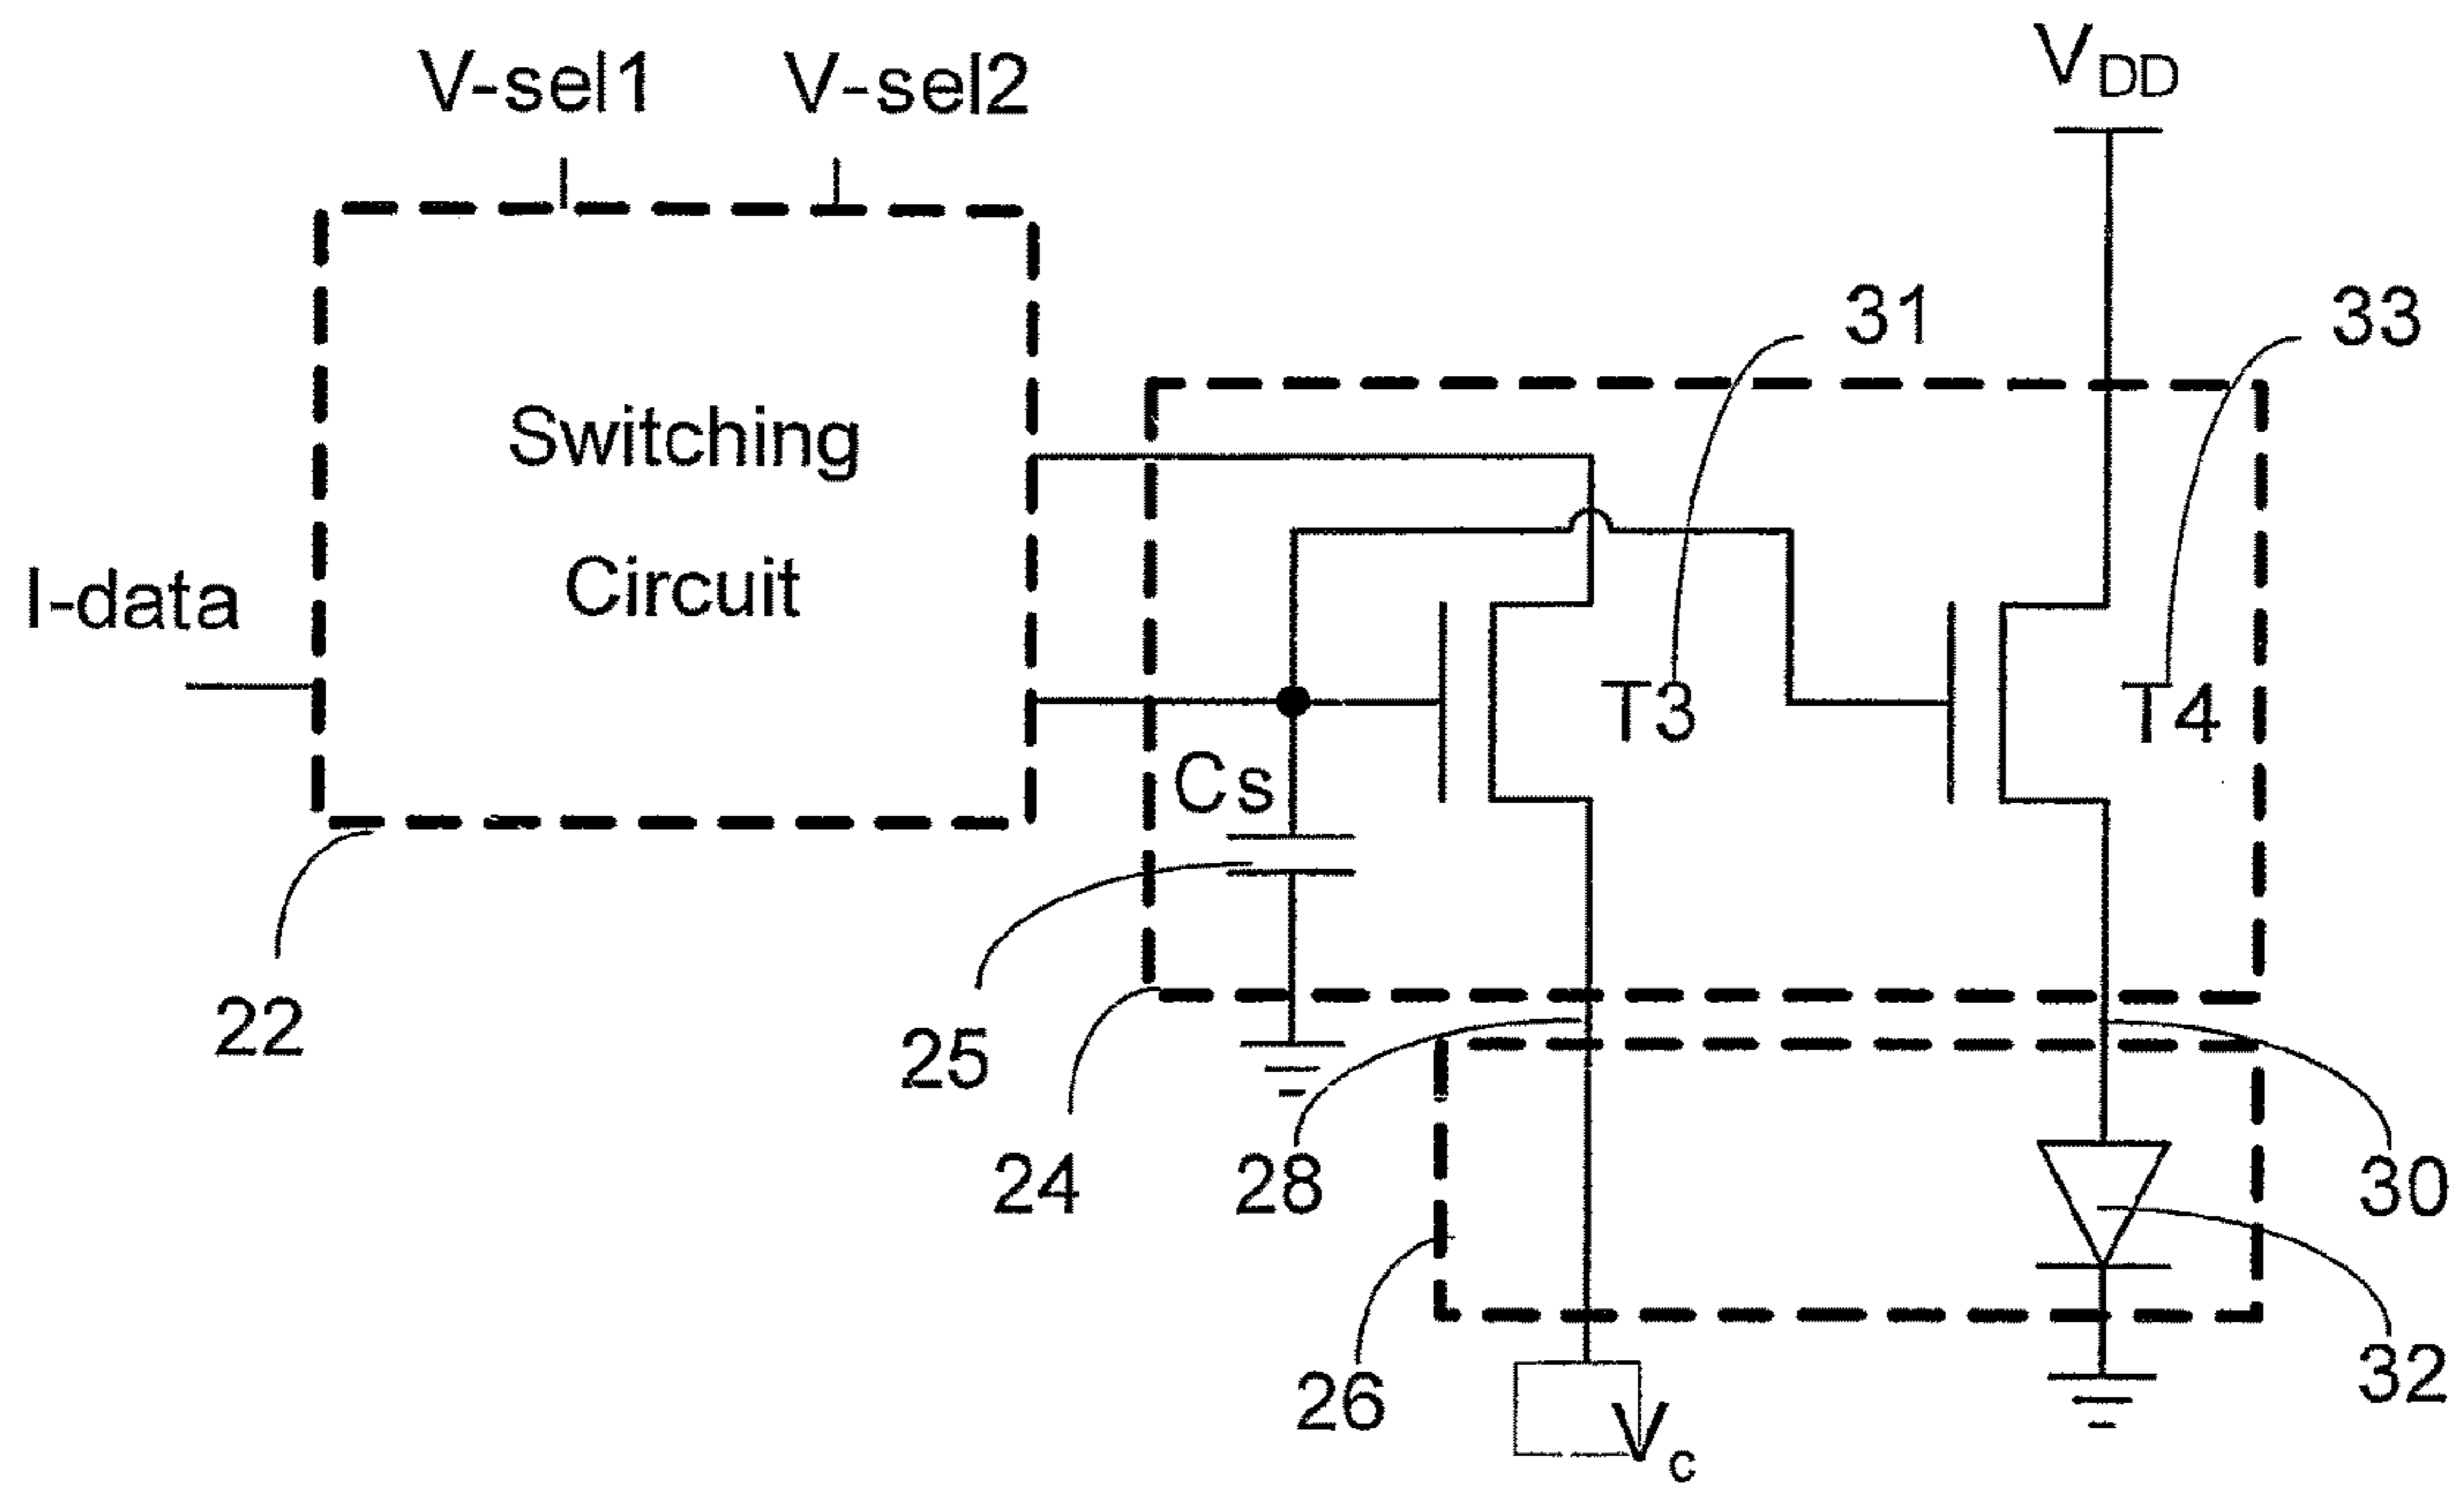 V-sel1 V-sel2
VDD
31
33
Switching
Circuit
I-data
T3
T4
Cs
22
25
24
28
30
26
32
Vc